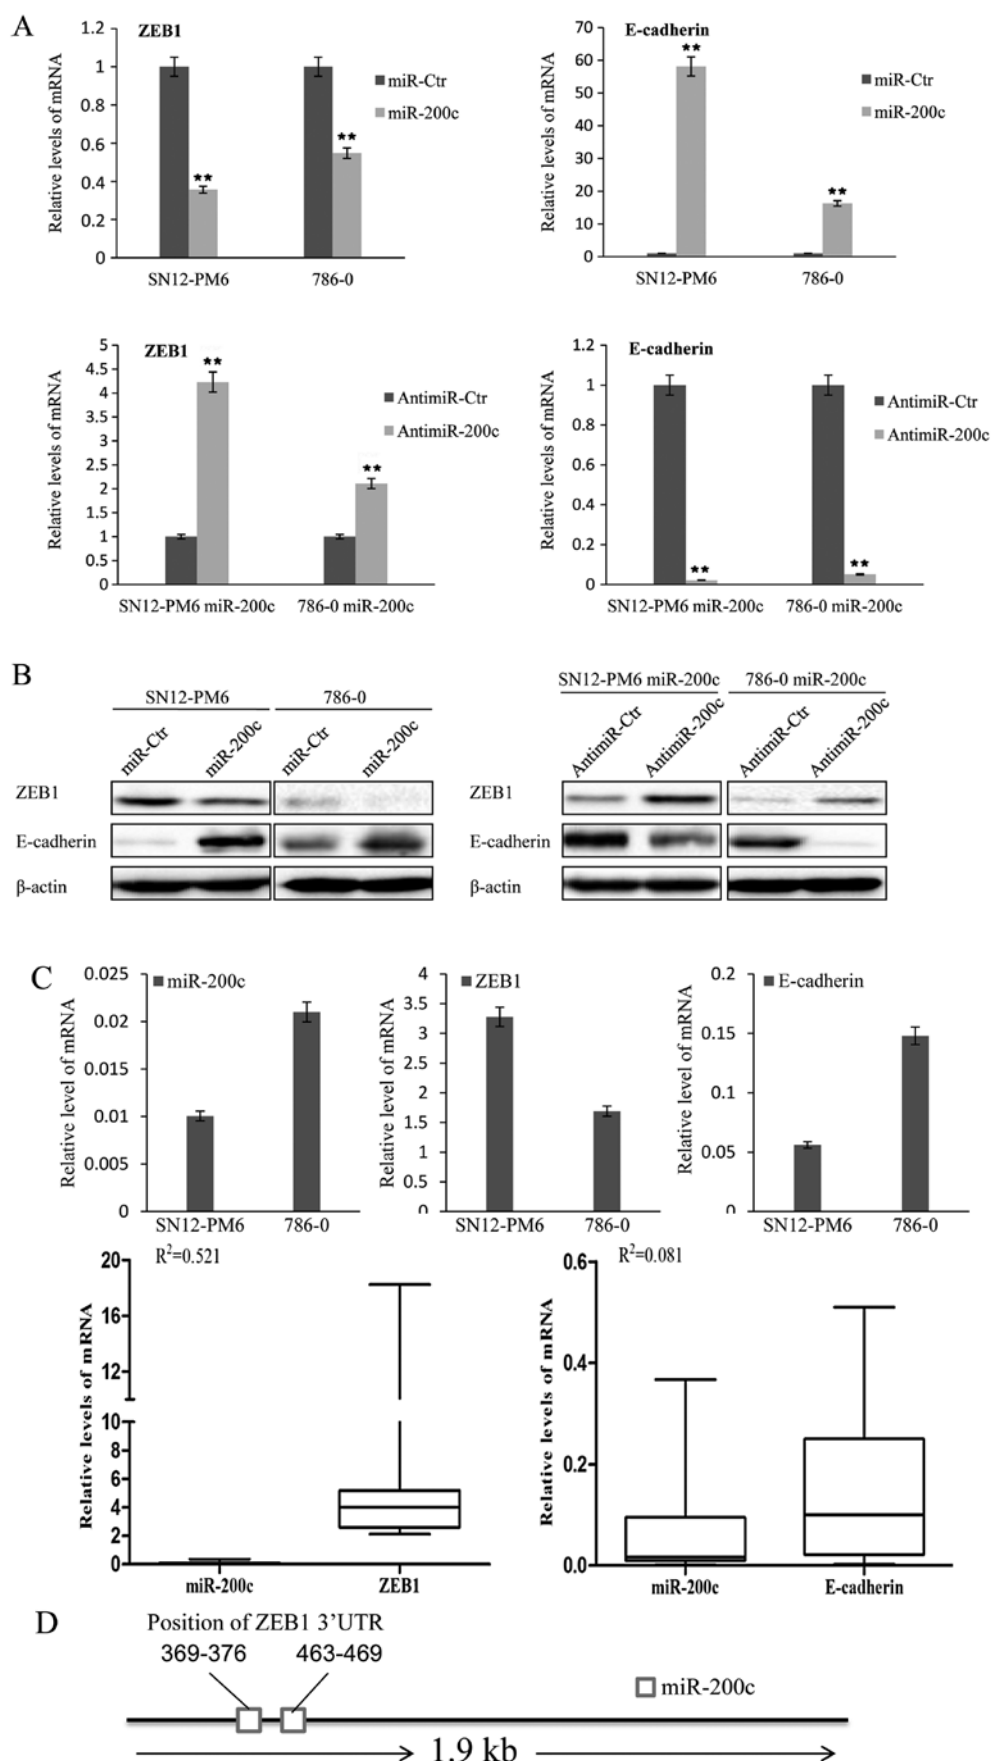 A
ZEB1
Relative levels of mRNA
1.2
1
0.8
0.6
0.4
0.2
0
**
**
miR-Ctr
miR-200c
SN12-PM6
786-0
E-cadherin
Relative levels of mRNA
70
60
50
40
30
20
10
0
**
**
miR-Ctr
miR-200c
SN12-PM6
786-0
ZEB1
Relative levels of mRNA
5
4.5
4
3.5
3
2.5
2
1.5
1
0.5
0
**
**
AntimiR-Ctr
AntimiR-200c
SN12-PM6 miR-200c
786-0 miR-200c
E-cadherin
Relative levels of mRNA
1.2
1
0.8
0.6
0.4
0.2
0
**
**
AntimiR-Ctr
AntimiR-200c
SN12-PM6 miR-200c
786-0 miR-200c
B
SN12-PM6
786-0
miR-Ctr
miR-200c
miR-Ctr
miR-200c
ZEB1
E-cadherin
β-actin
SN12-PM6 miR-200c
786-0 miR-200c
AntimiR-Ctr
AntimiR-200c
AntimiR-Ctr
AntimiR-200c
ZEB1
E-cadherin
β-actin
C
Relative level of mRNA
0.025
0.02
0.015
0.01
0.005
0
miR-200c
SN12-PM6
786-0
Relative level of mRNA
4
3.5
3
2.5
2
1.5
1
0.5
0
ZEB1
SN12-PM6
786-0
Relative level of mRNA
0.2
0.15
0.1
0.05
0
E-cadherin
SN12-PM6
786-0
R²=0.521
Relative levels of mRNA
20
16
12
10
8
6
4
2
0
miR-200c
ZEB1
R²=0.081
Relative levels of mRNA
0.6
0.4
0.2
0.0
miR-200c
E-cadherin
D
Position of ZEB1 3’UTR
369-376
463-469
miR-200c
1.9 kb